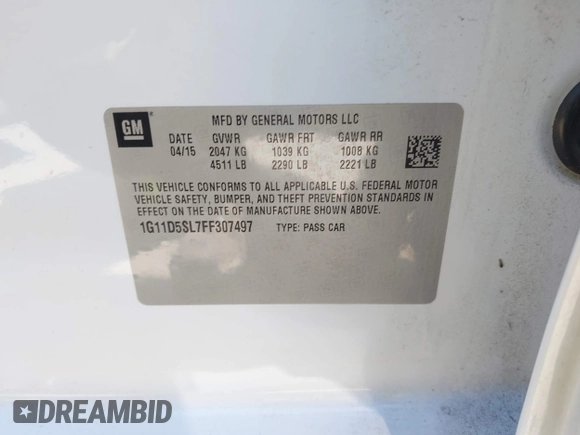 GM
MFD BY GENERAL MOTORS LLC
DATE GVWR GAWR FRT GAWR RR
04/15 2047 KG 1039 KG 1008 KG
4511 LB 2290 LB 2221 LB
THIS VEHICLE CONFORMS TO ALL APPLICABLE U.S. FEDERAL MOTOR
VEHICLE SAFETY, BUMPER, AND THEFT PREVENTION STANDARDS IN
EFFECT ON THE DATE OF MANUFACTURE SHOWN ABOVE.
1G11D5SL7FF307497 TYPE: PASS CAR
DREAMBID